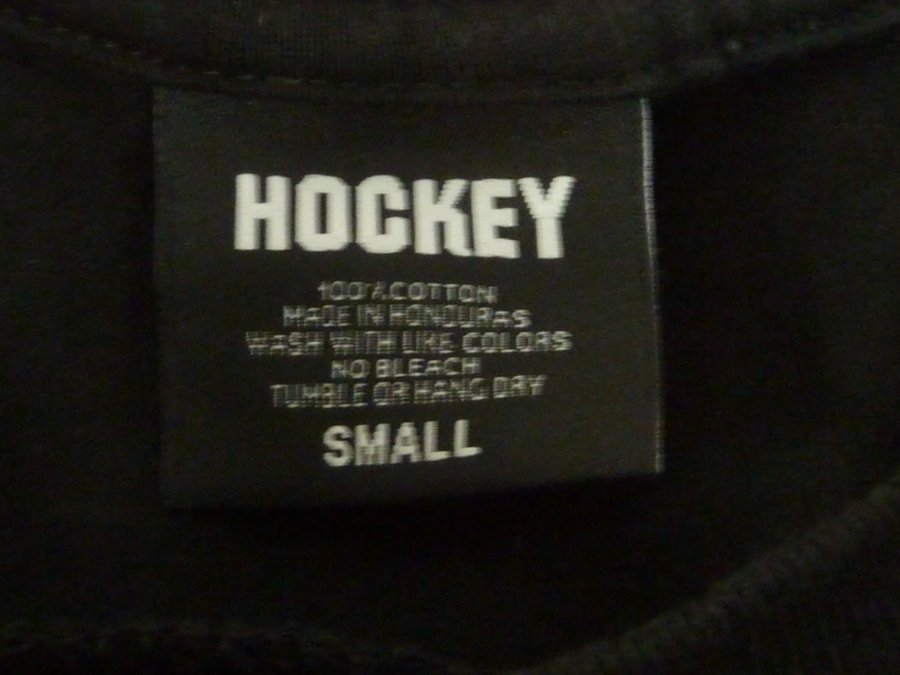 HOCKEY
100% COTTON
MADE IN HONDURAS
WASH WITH LIKE COLORS
NO BLEACH
TUMBLE OR HANG DRY
SMALL